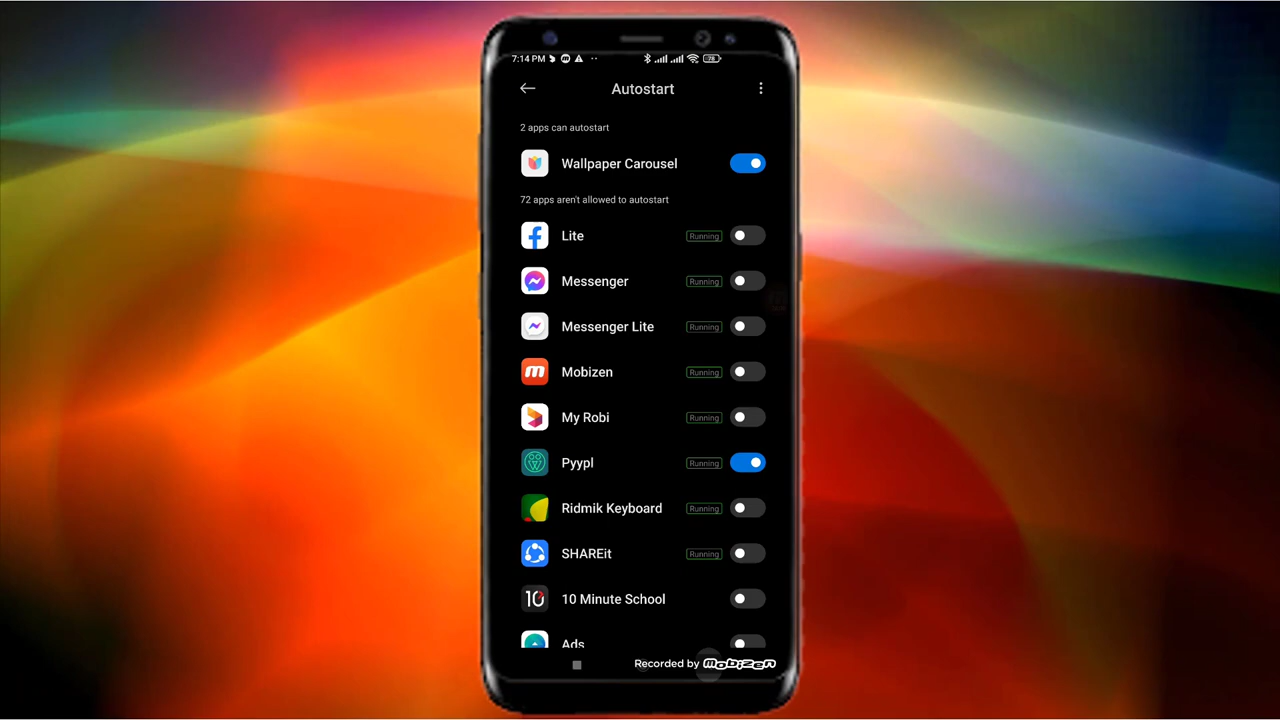 7:14 PM 78
Autostart
2 apps can autostart
Wallpaper Carousel
72 apps aren't allowed to autostart
Lite Running
Messenger Running
Messenger Lite Running
Mobizen Running
My Robi Running
Pyypl Running
Ridmik Keyboard Running
SHAREit Running
10 10 Minute School
Ads
Recorded by mobizen